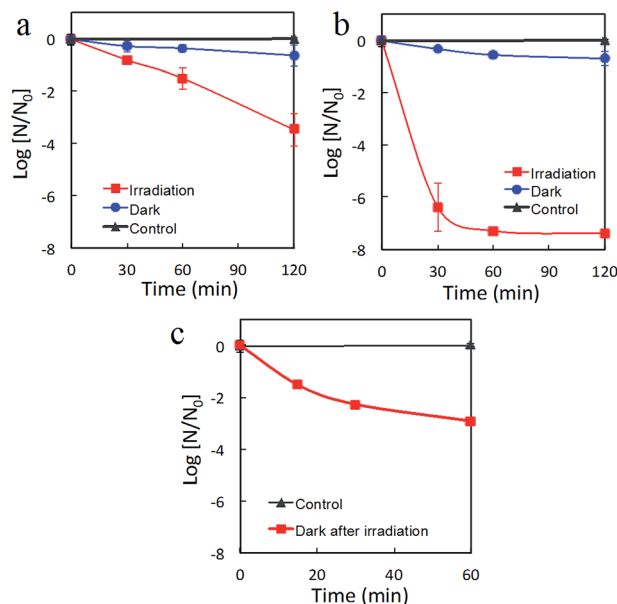 a
0
-2
-4
-6
-8
Log [N/N₀]
Irradiation
Dark
Control
0 30 60 90 120
Time (min)
b
0
-2
-4
-6
-8
Log [N/N₀]
Irradiation
Dark
Control
0 30 60 90 120
Time (min)
c
0
-2
-4
-6
-8
Log [N/N₀]
Control
Dark after irradiation
0 20 40 60
Time (min)